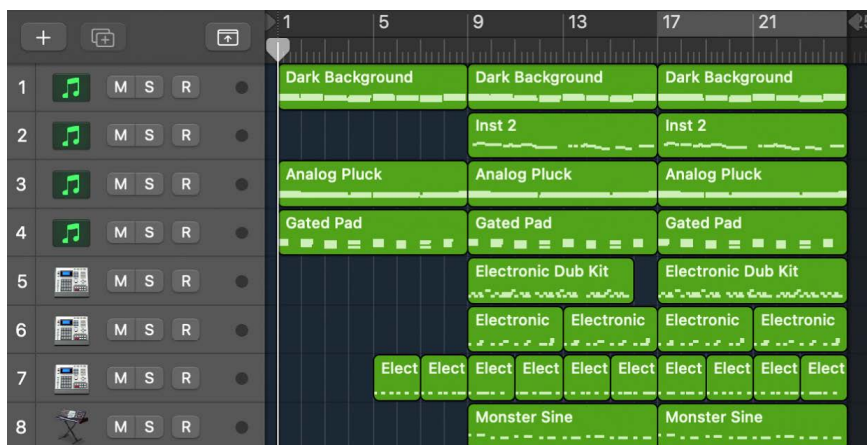 1 5 9 13 17 21
1 M S R Dark Background Dark Background Dark Background
2 M S R Inst 2 Inst 2
3 M S R Analog Pluck Analog Pluck Analog Pluck
4 M S R Gated Pad Gated Pad Gated Pad
5 M S R Electronic Dub Kit Electronic Dub Kit
6 M S R Electronic Electronic Electronic Electronic
7 M S R Elect Elect Elect Elect Elect Elect Elect Elect Elect Elect
8 M S R Monster Sine Monster Sine